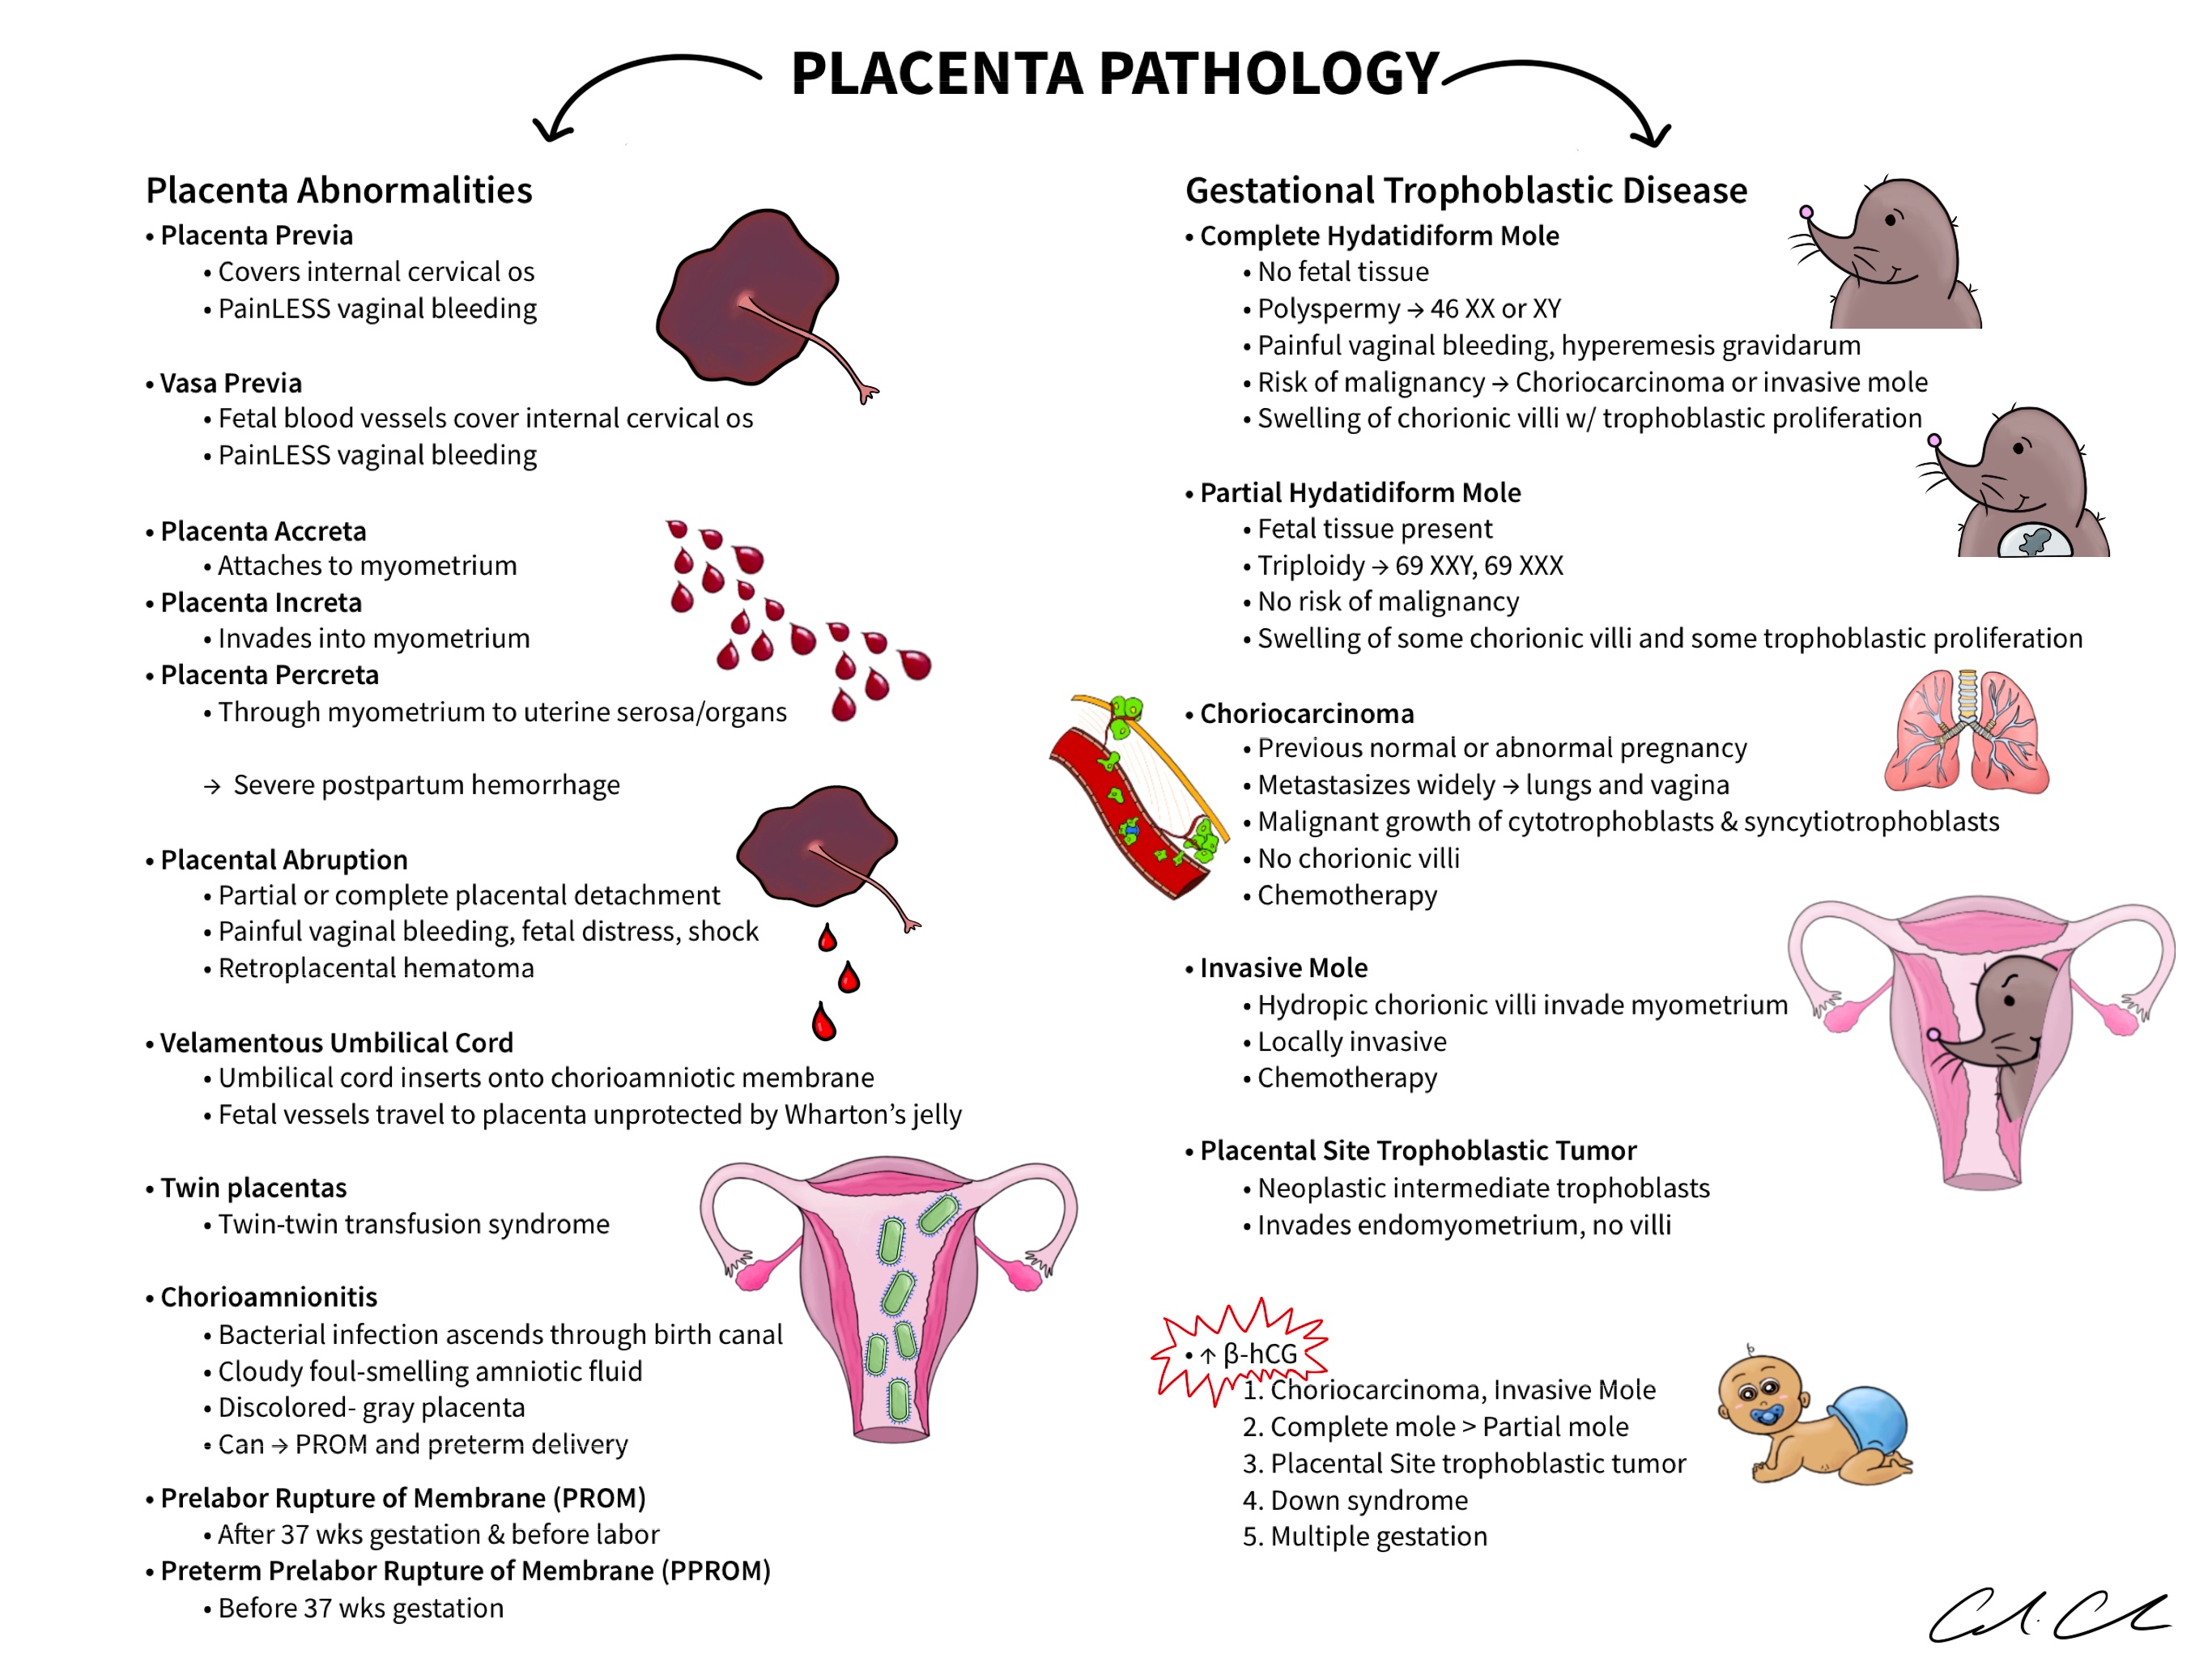 PLACENTA PATHOLOGY
Placenta Abnormalities
• Placenta Previa
• Covers internal cervical os
• PainLESS vaginal bleeding
• Vasa Previa
• Fetal blood vessels cover internal cervical os
• PainLESS vaginal bleeding
• Placenta Accreta
• Attaches to myometrium
• Placenta Increta
• Invades into myometrium
• Placenta Percreta
• Through myometrium to uterine serosa/organs
→ Severe postpartum hemorrhage
• Placental Abruption
• Partial or complete placental detachment
• Painful vaginal bleeding, fetal distress, shock
• Retroplacental hematoma
• Velamentous Umbilical Cord
• Umbilical cord inserts onto chorioamniotic membrane
• Fetal vessels travel to placenta unprotected by Wharton’s jelly
• Twin placentas
• Twin-twin transfusion syndrome
• Chorioamnionitis
• Bacterial infection ascends through birth canal
• Cloudy foul-smelling amniotic fluid
• Discolored- gray placenta
• Can → PROM and preterm delivery
• Prelabor Rupture of Membrane (PROM)
• After 37 wks gestation & before labor
• Preterm Prelabor Rupture of Membrane (PPROM)
• Before 37 wks gestation
Gestational Trophoblastic Disease
• Complete Hydatidiform Mole
• No fetal tissue
• Polyspermy → 46 XX or XY
• Painful vaginal bleeding, hyperemesis gravidarum
• Risk of malignancy → Choriocarcinoma or invasive mole
• Swelling of chorionic villi w/ trophoblastic proliferation
• Partial Hydatidiform Mole
• Fetal tissue present
• Triploidy → 69 XXY, 69 XXX
• No risk of malignancy
• Swelling of some chorionic villi and some trophoblastic proliferation
• Choriocarcinoma
• Previous normal or abnormal pregnancy
• Metastasizes widely → lungs and vagina
• Malignant growth of cytotrophoblasts & syncytiotrophoblasts
• No chorionic villi
• Chemotherapy
• Invasive Mole
• Hydropic chorionic villi invade myometrium
• Locally invasive
• Chemotherapy
• Placental Site Trophoblastic Tumor
• Neoplastic intermediate trophoblasts
• Invades endomyometrium, no villi
• ↑ β-hCG
1. Choriocarcinoma, Invasive Mole
2. Complete mole > Partial mole
3. Placental Site trophoblastic tumor
4. Down syndrome
5. Multiple gestation